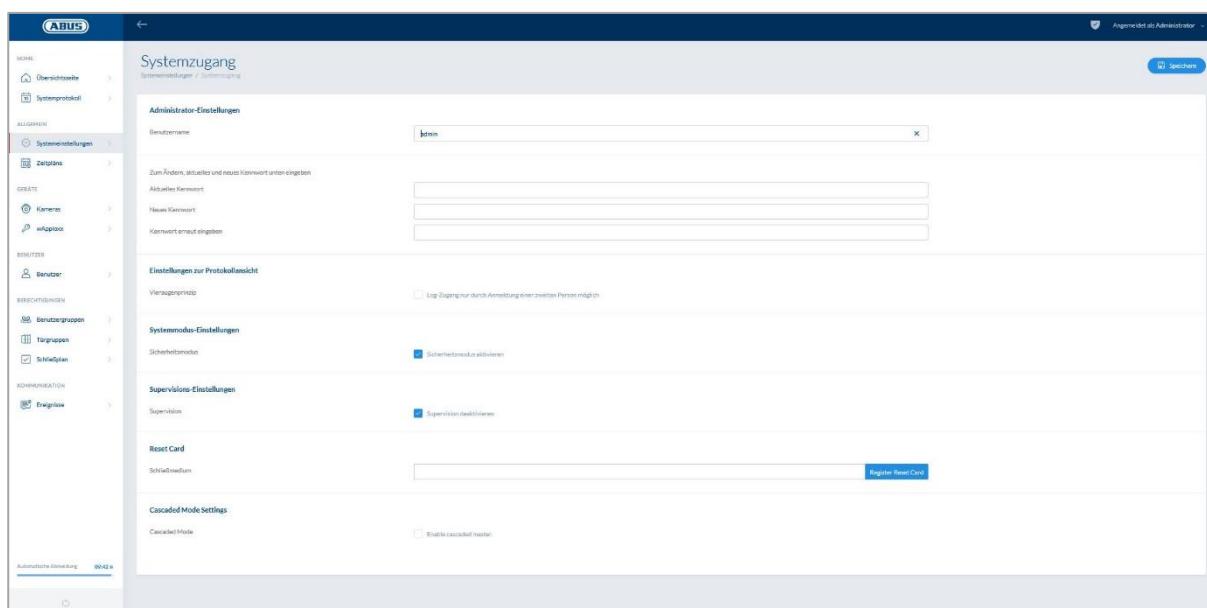 ABUS
Angemeldet als Administrator
HOME
Übersichtsseite
Systemprotokoll
ALLGEMEIN
Systemeinstellungen
Zeitpläne
GERÄTE
Kameras
wAppLoxx
BENUTZER
Benutzer
BERECHTIGUNGEN
Benutzergruppen
Türgruppen
Schließplan
KOMMUNIKATION
Ereignisse
Automatische Abmeldung
Systemzugang
Systemeinstellungen / Systemzugang
Speichern
Administrator-Einstellungen
Benutzername admin
Zum Ändern, aktuelles und neues Kennwort unten eingeben
Aktuelles Kennwort
Neues Kennwort
Kennwort erneut eingeben
Einstellungen zur Protokollansicht
Vieraugenprinzip Log-Zugang nur durch Anmeldung einer zweiten Person möglich
Systemmodus-Einstellungen
Sicherheitsmodus Sicherheitsmodus aktivieren
Supervisions-Einstellungen
Supervision Supervision deaktivieren
Reset Card
Schließmedium Register Reset Card
Cascaded Mode Settings
Cascaded Mode Enable cascaded master